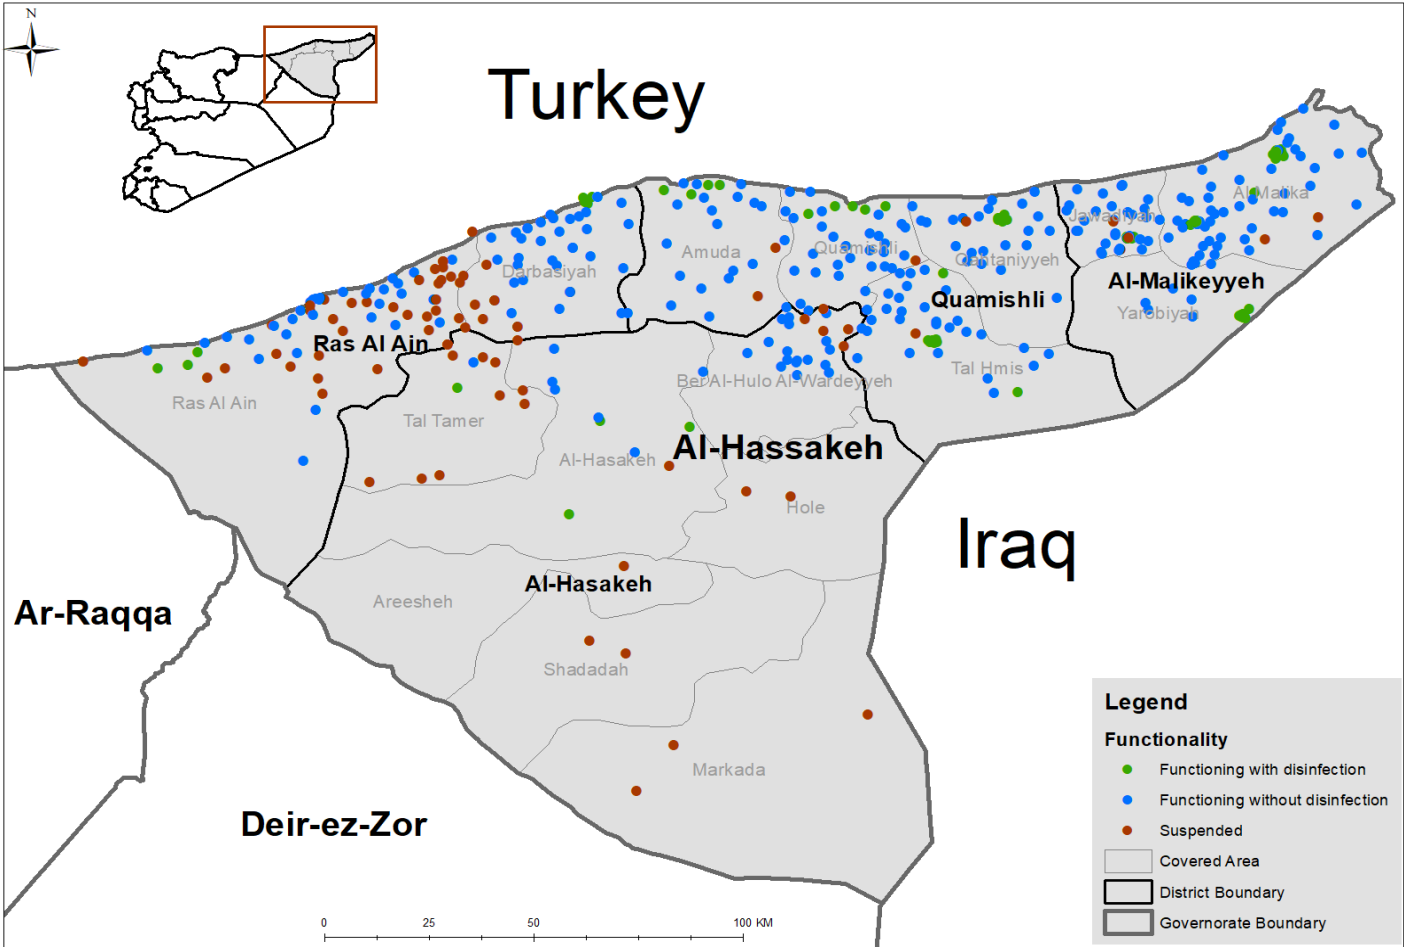 N
Turkey
Al-Malika
Jawadiyah
Quamishli
Amuda
Qahtaniyyeh
Darbasiyah
Al-Malikeyyeh
Quamishli
Yarobiyah
Ras Al Ain
Tal Hmis
Ber Al-Hulo Al-Wardeyyeh
Ras Al Ain
Tal Tamer
Al-Hassakeh
Al-Hasakeh
Hole
Iraq
Al-Hasakeh
Areesheh
Ar-Raqqa
Shadadah
Markada
Deir-ez-Zor
Legend
Functionality
Functioning with disinfection
Functioning without disinfection
Suspended
Covered Area
District Boundary
Governorate Boundary
0 25 50 100 KM